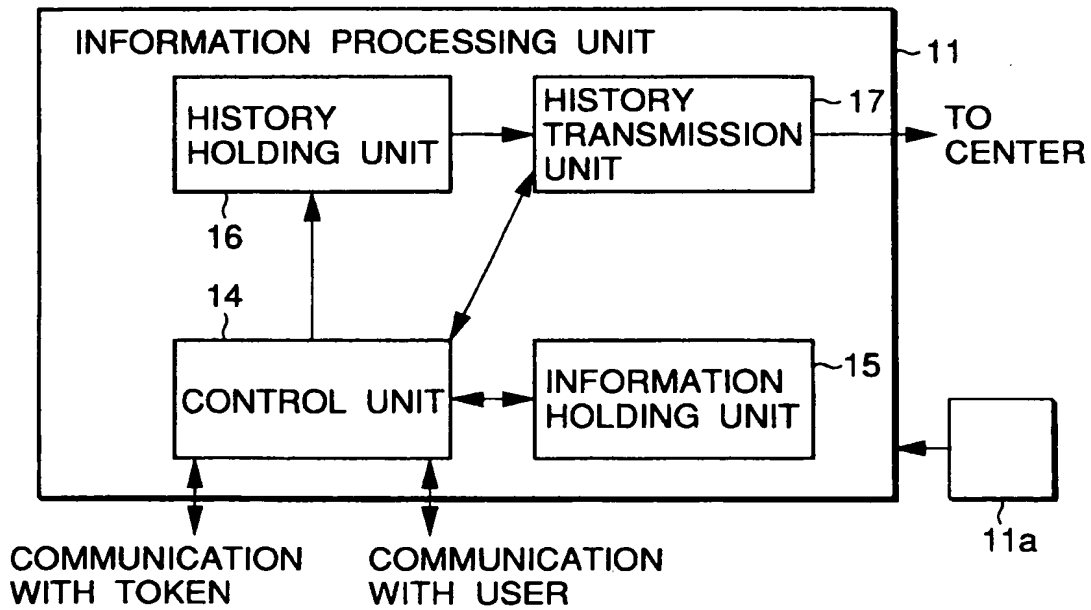 INFORMATION PROCESSING UNIT
11
HISTORY
HOLDING UNIT
16
HISTORY
TRANSMISSION
UNIT
17
TO
CENTER
14
CONTROL UNIT
INFORMATION
HOLDING UNIT
15
11a
COMMUNICATION
WITH TOKEN
COMMUNICATION
WITH USER